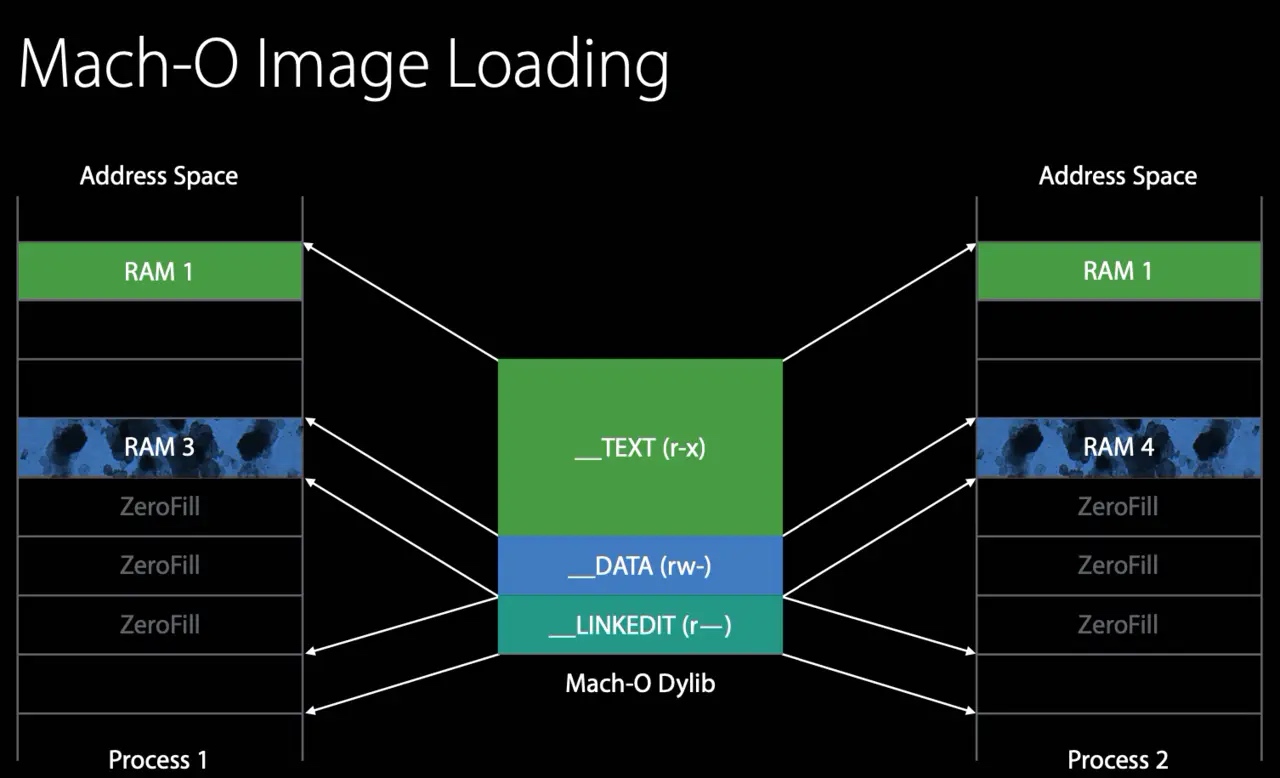 Mach-O Image Loading
Address Space
Address Space
RAM 1
RAM 1
RAM 3
__TEXT (r-x)
RAM 4
ZeroFill
ZeroFill
ZeroFill
__DATA (rw-)
ZeroFill
ZeroFill
__LINKEDIT (r—)
ZeroFill
Mach-O Dylib
Process 1
Process 2